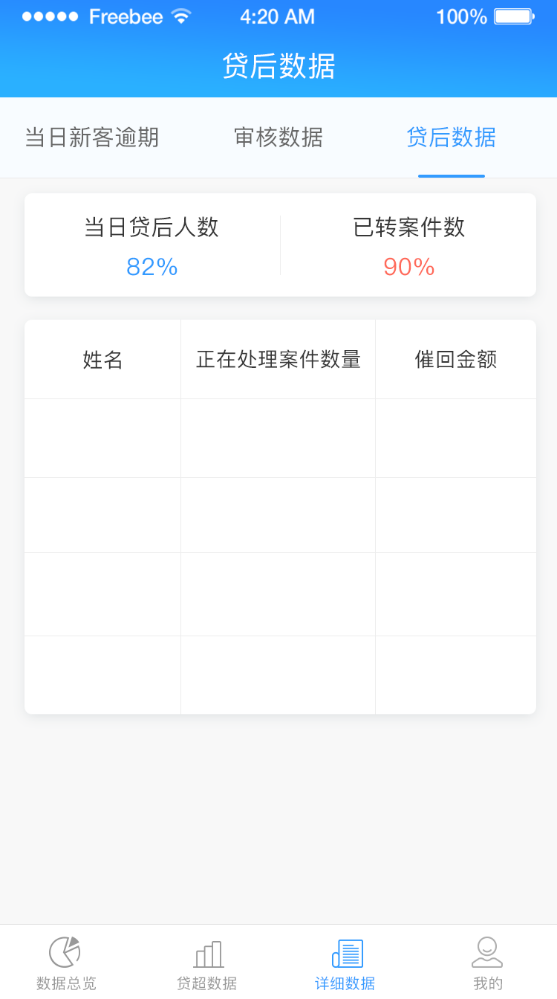 Freebee 4:20 AM 100%
贷后数据
当日新客逾期 审核数据 贷后数据
当日贷后人数 已转案件数
82% 90%
姓名 正在处理案件数量 催回金额
数据总览 贷超数据 详细数据 我的